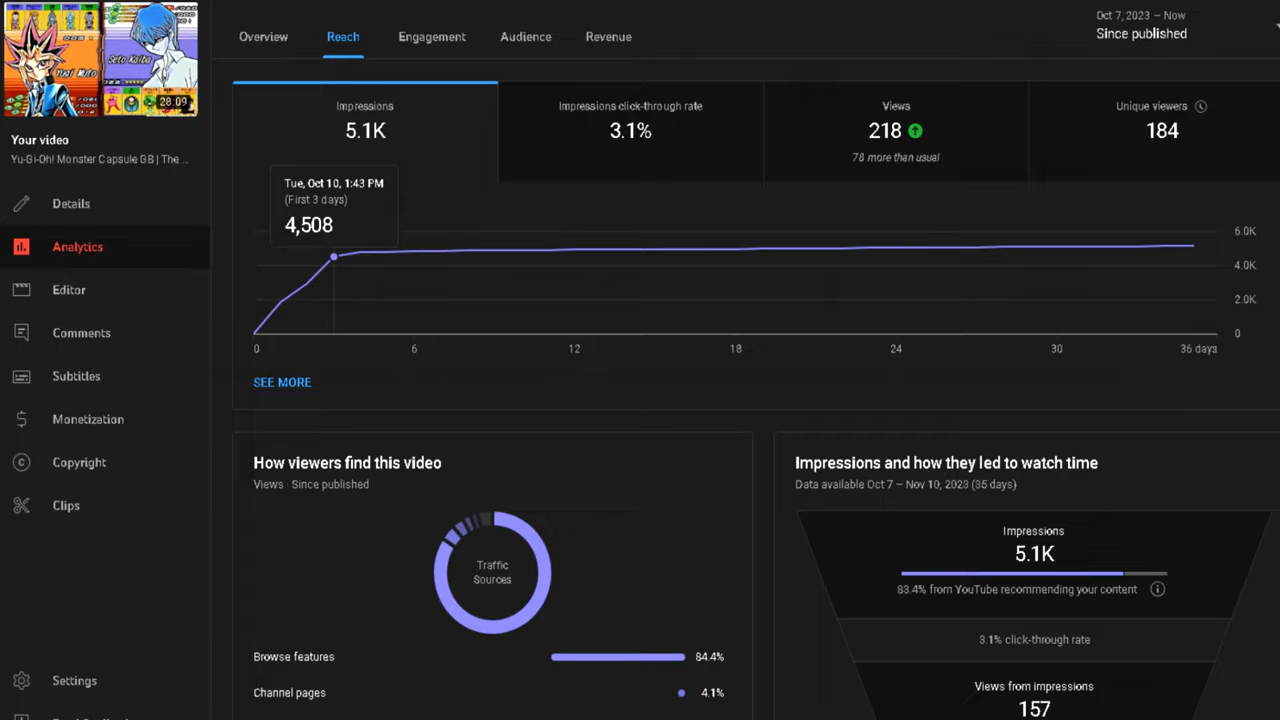 Yugi Muto
Seto Kaiba
28:09
Your video
Yu-Gi-Oh! Monster Capsule GB | The ...
Details
Analytics
Editor
Comments
Subtitles
Monetization
Copyright
Clips
Settings
Overview
Reach
Engagement
Audience
Revenue
Oct 7, 2023 – Now
Since published
Impressions
5.1K
Impressions click-through rate
3.1%
Views
218
78 more than usual
Unique viewers
184
Tue, Oct 10, 1:43 PM
(First 3 days)
4,508
6.0K
4.0K
2.0K
0
0 6 12 18 24 30 36 days
SEE MORE
How viewers find this video
Views · Since published
Traffic
Sources
Browse features 84.4%
Channel pages 4.1%
Impressions and how they led to watch time
Data available Oct 7 – Nov 10, 2023 (35 days)
Impressions
5.1K
83.4% from YouTube recommending your content
3.1% click-through rate
Views from impressions
157